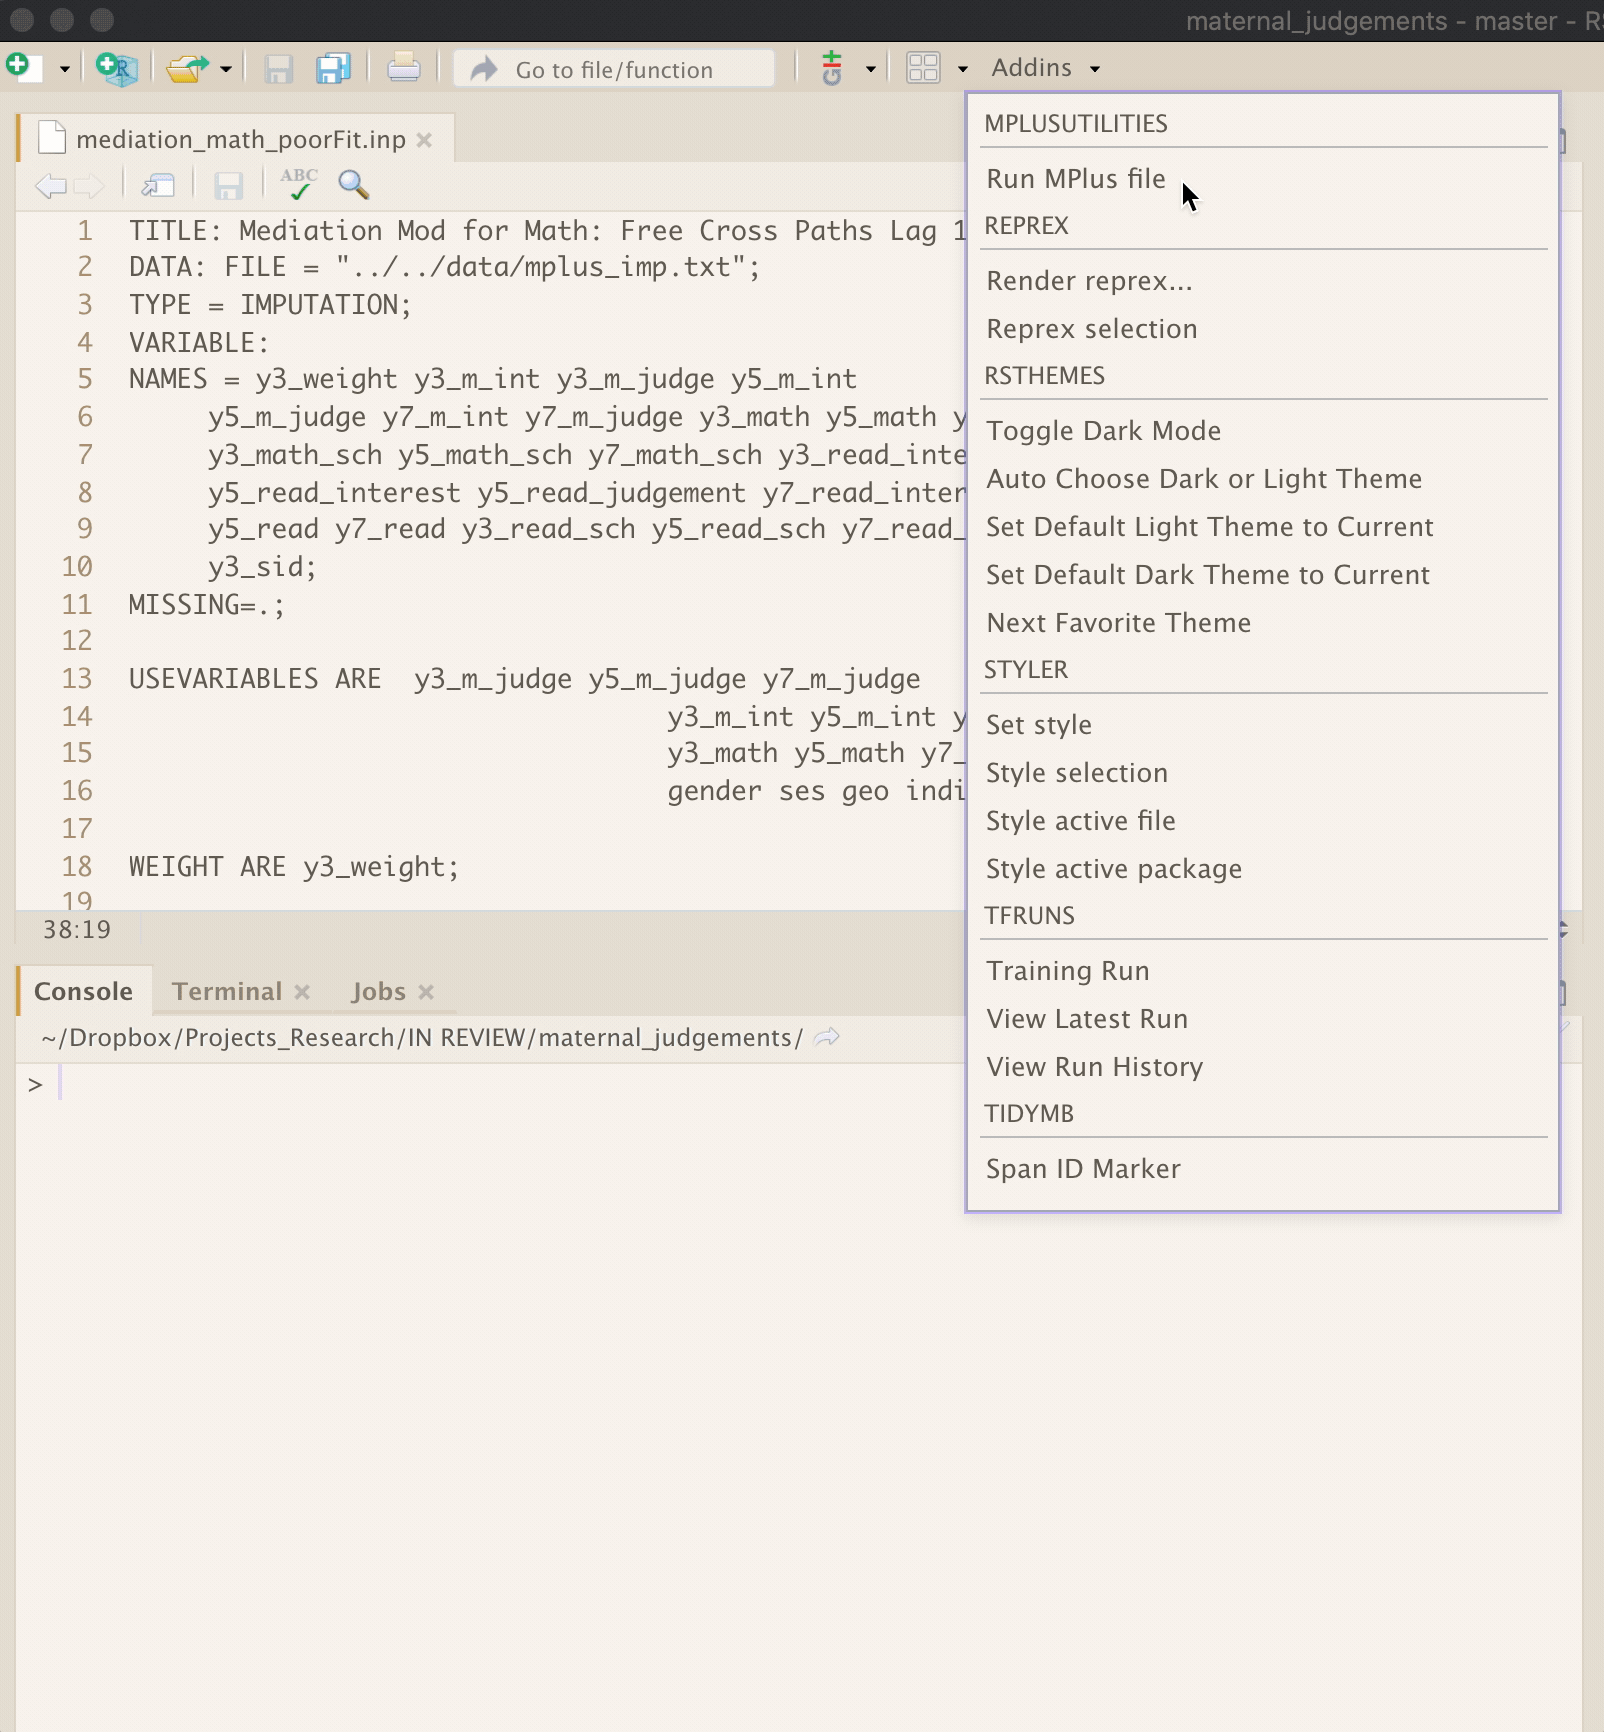 maternal_judgements - master - RS
Go to file/function
Addins
mediation_math_poorFit.inp
ABC
1 TITLE: Mediation Mod for Math: Free Cross Paths Lag 1
2 DATA: FILE = "../../data/mplus_imp.txt";
3 TYPE = IMPUTATION;
4 VARIABLE:
5 NAMES = y3_weight y3_m_int y3_m_judge y5_m_int
6 y5_m_judge y7_m_int y7_m_judge y3_math y5_math y
7 y3_math_sch y5_math_sch y7_math_sch y3_read_inte
8 y5_read_interest y5_read_judgement y7_read_inter
9 y5_read y7_read y3_read_sch y5_read_sch y7_read_
10 y3_sid;
11 MISSING=.;
12
13 USEVARIABLES ARE y3_m_judge y5_m_judge y7_m_judge
14 y3_m_int y5_m_int y
15 y3_math y5_math y7_
16 gender ses geo indi
17
18 WEIGHT ARE y3_weight;
19
38:19
MPLUSUTILITIES
Run MPlus file
REPREX
Render reprex...
Reprex selection
RSTHEMES
Toggle Dark Mode
Auto Choose Dark or Light Theme
Set Default Light Theme to Current
Set Default Dark Theme to Current
Next Favorite Theme
STYLER
Set style
Style selection
Style active file
Style active package
TFRUNS
Training Run
View Latest Run
View Run History
TIDYMB
Span ID Marker
Console Terminal Jobs
~/Dropbox/Projects_Research/IN REVIEW/maternal_judgements/
>